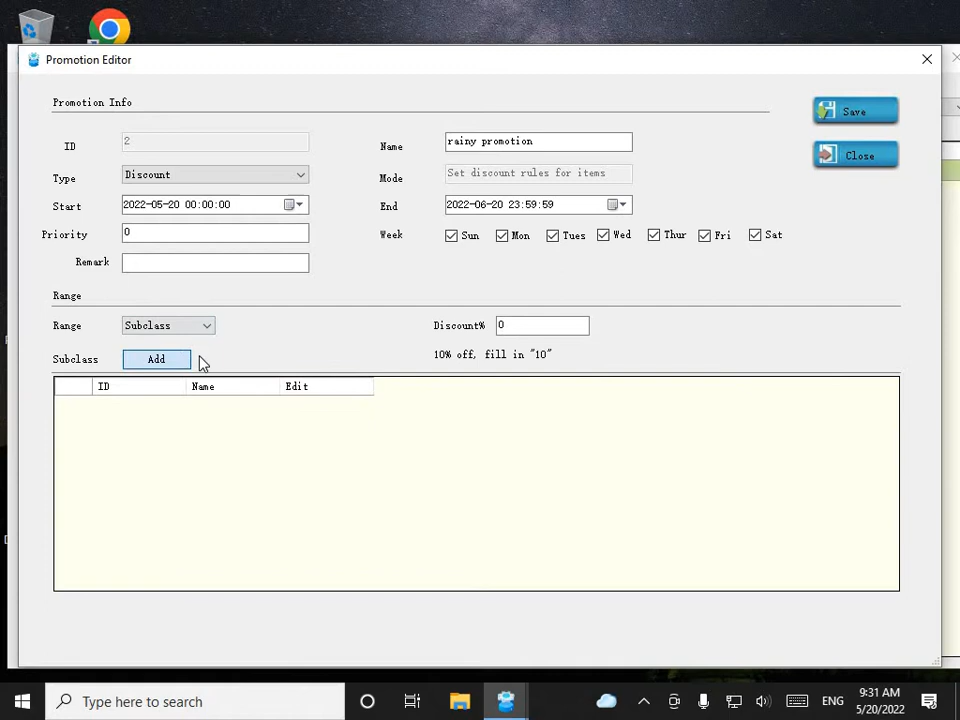 Promotion Editor
Promotion Info
Save
ID 2 Name rainy promotion
Close
Type Discount Mode Set discount rules for items
Start 2022-05-20 00:00:00 End 2022-06-20 23:59:59
Priority 0 Week Sun Mon Tues Wed Thur Fri Sat
Remark
Range
Range Subclass Discount% 0
Subclass Add 10% off, fill in "10"
ID Name Edit
Type here to search
ENG
9:31 AM
5/20/2022